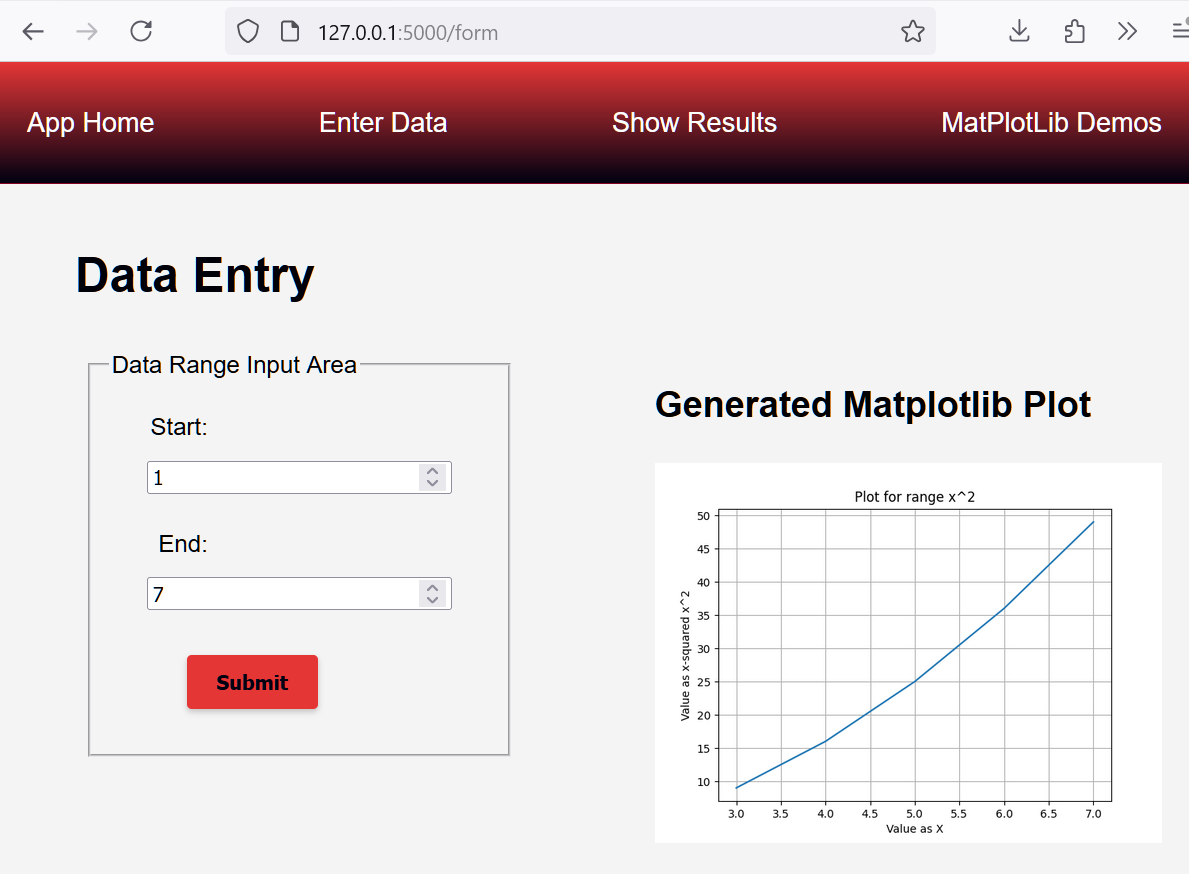 127.0.0.1:5000/form
App Home Enter Data Show Results MatPlotLib Demos
Data Entry
Data Range Input Area
Start:
1
End:
7
Submit
Generated Matplotlib Plot
Plot for range x^2
Value as x-squared x^2
50
45
40
35
30
25
20
15
10
3.0 3.5 4.0 4.5 5.0 5.5 6.0 6.5 7.0
Value as X